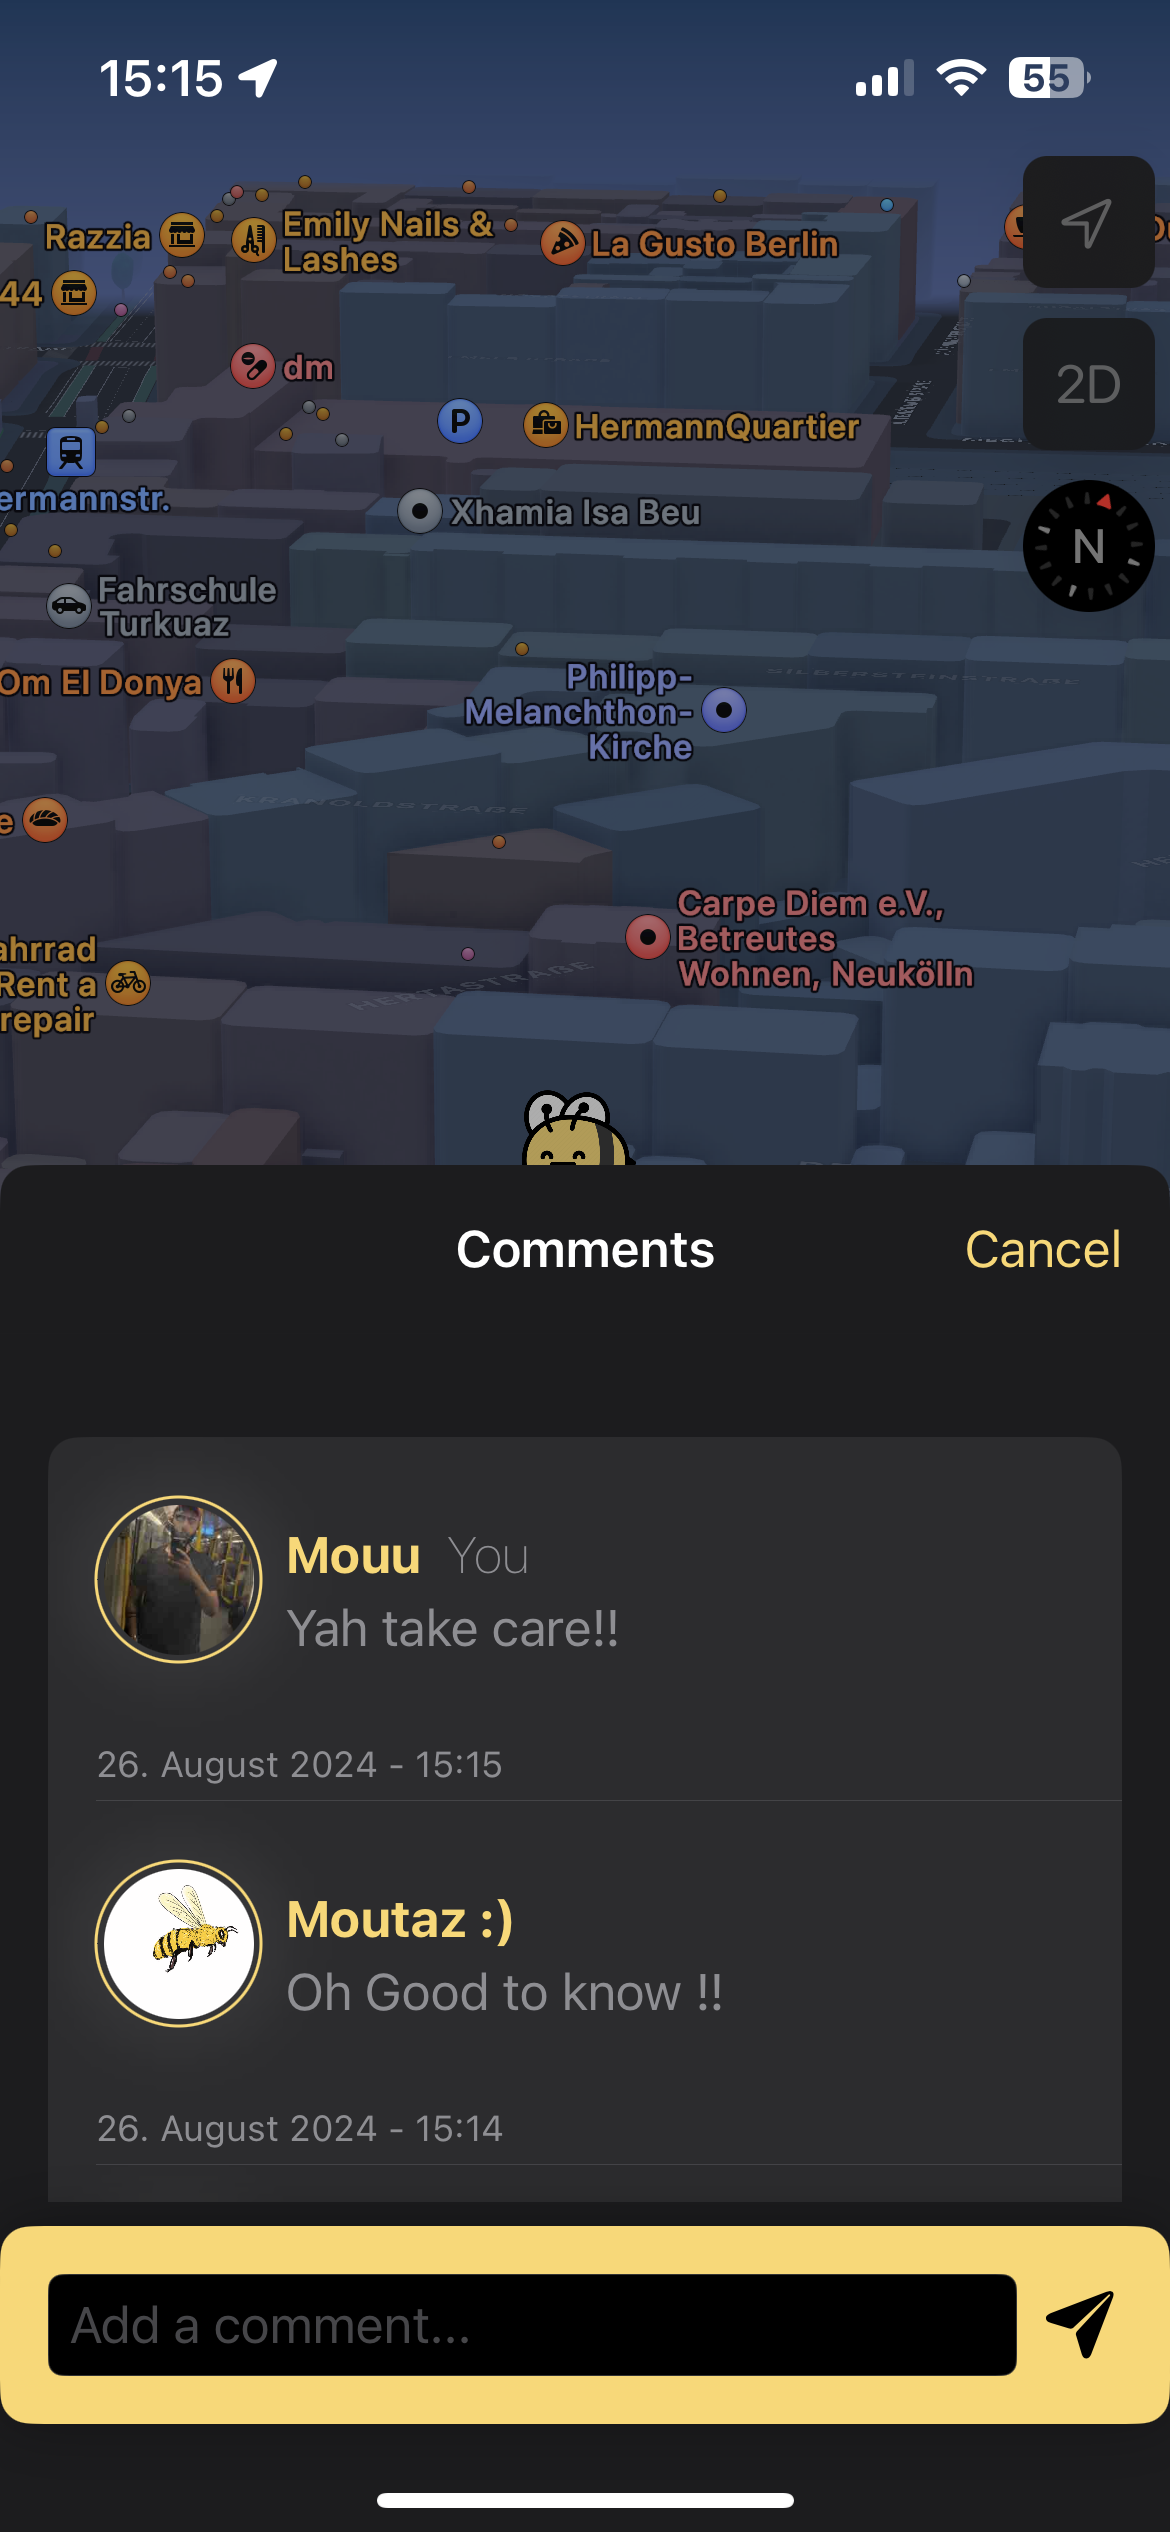 15:15
55
Razzia
Emily Nails &
Lashes
La Gusto Berlin
44
dm
2D
P
HermannQuartier
ermannstr.
Xhamia Isa Beu
N
Fahrschule
Turkuaz
Om El Donya
Philipp-
Melanchthon-
Kirche
SILBERSTEINSTRAßE
KRANOLDSTRAßE
e
Carpe Diem e.V.,
Betreutes
Wohnen, Neukölln
ahrrad
Rent a
repair
HERTASTRAßE
Comments
Cancel
Mouu You
Yah take care!!
26. August 2024 - 15:15
Moutaz :)
Oh Good to know !!
26. August 2024 - 15:14
Add a comment...